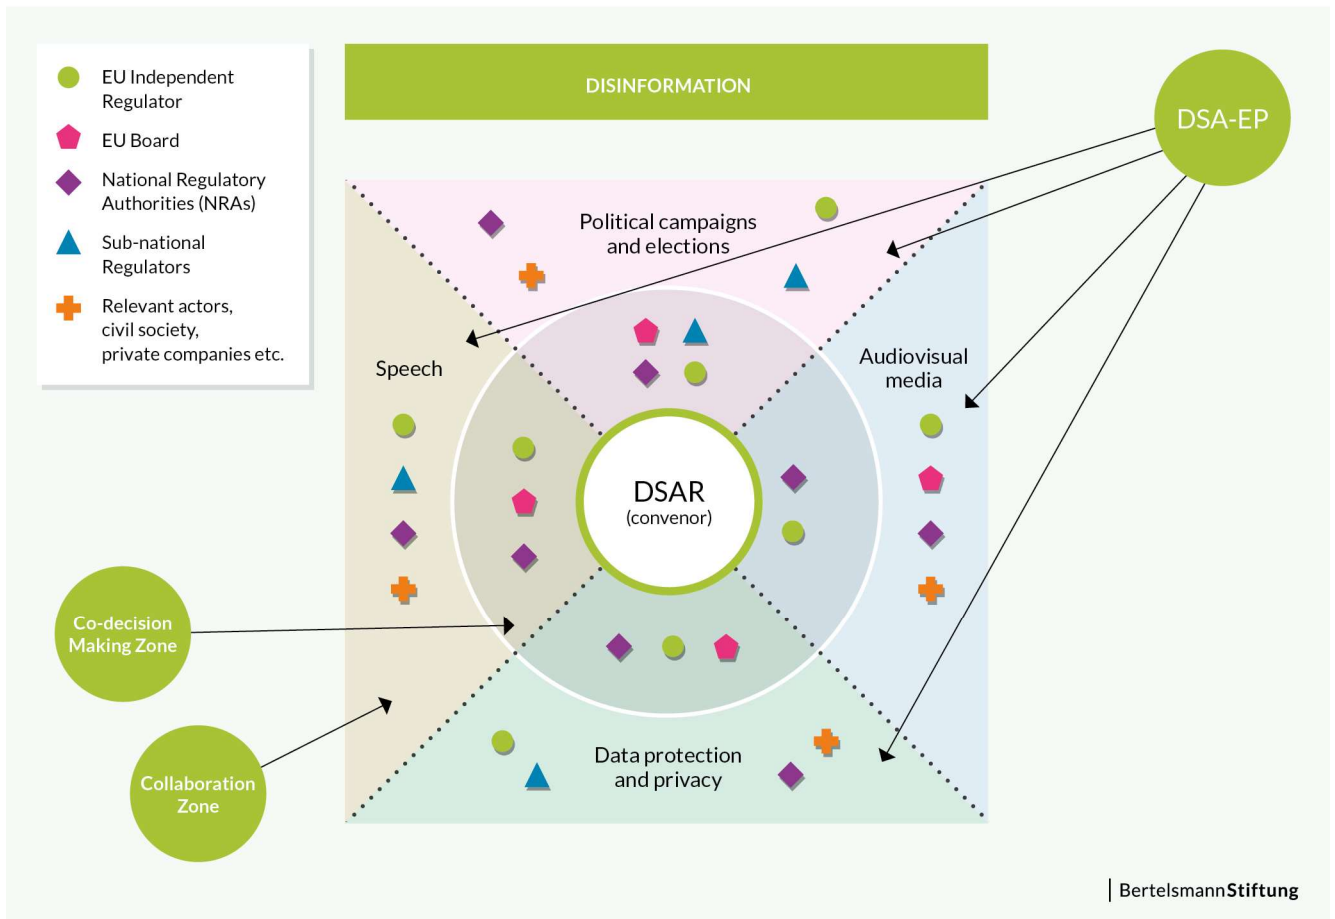 EU Independent
Regulator
EU Board
National Regulatory
Authorities (NRAs)
Sub-national
Regulators
Relevant actors,
civil society,
private companies etc.
DISINFORMATION
DSA-EP
Political campaigns
and elections
Speech
Audiovisual
media
DSAR
(convenor)
Co-decision
Making Zone
Data protection
and privacy
Collaboration
Zone
BertelsmannStiftung